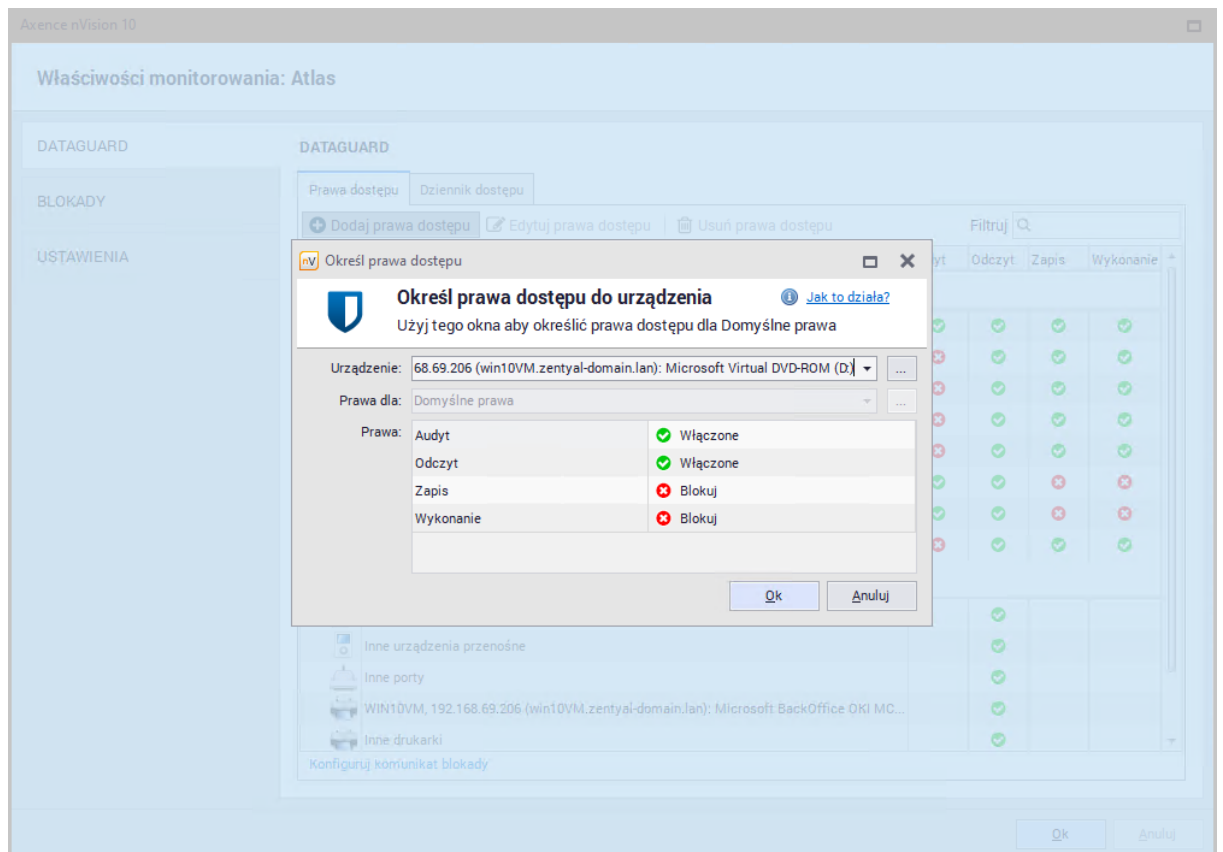 Axence nVision 10
Właściwości monitorowania: Atlas
DATAGUARD
BLOKADY
USTAWIENIA
DATAGUARD
Prawa dostępu Dziennik dostępu
Dodaj prawa dostępu Edytuj prawa dostępu Usuń prawa dostępu Filtruj
Odczyt Zapis Wykonanie
nV Określ prawa dostępu
Określ prawa dostępu do urządzenia Jak to działa?
Użyj tego okna aby określić prawa dostępu dla Domyślne prawa
Urządzenie: 68.69.206 (win10VM.zentyal-domain.lan): Microsoft Virtual DVD-ROM (D:) ...
Prawa dla: Domyślne prawa ...
Prawa: Audyt Włączone
Odczyt Włączone
Zapis Blokuj
Wykonanie Blokuj
Ok Anuluj
Inne urządzenia przenośne
Inne porty
WIN10VM, 192.168.69.206 (win10VM.zentyal-domain.lan): Microsoft BackOffice OKI MC...
Inne drukarki
Konfiguruj komunikat blokady
Ok Anuluj